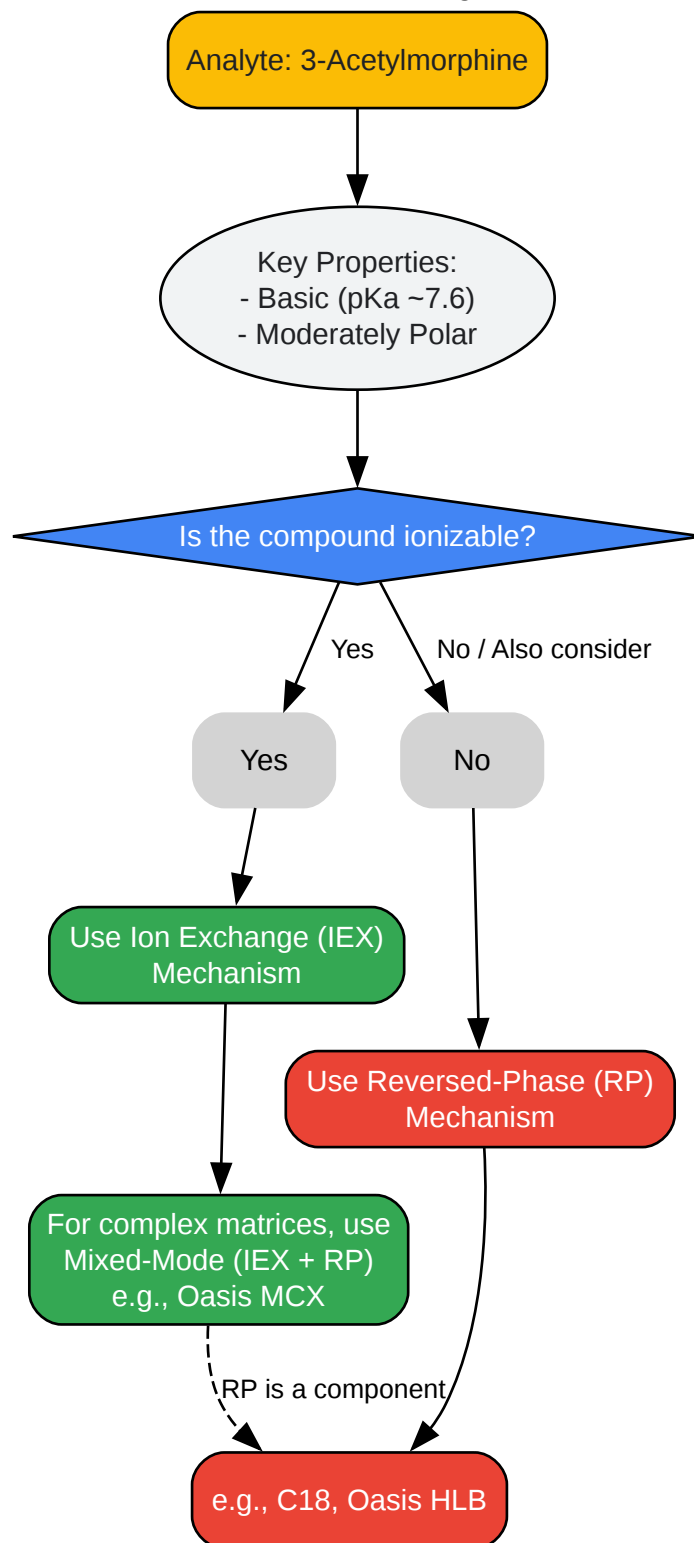 Analyte: 3-Acetylmorphine
Key Properties:
- Basic (pKa ~7.6)
- Moderately Polar
Is the compound ionizable?
Yes
No / Also consider
Yes
No
Use Ion Exchange (IEX)
Mechanism
Use Reversed-Phase (RP)
Mechanism
For complex matrices, use
Mixed-Mode (IEX + RP)
e.g., Oasis MCX
RP is a component
e.g., C18, Oasis HLB